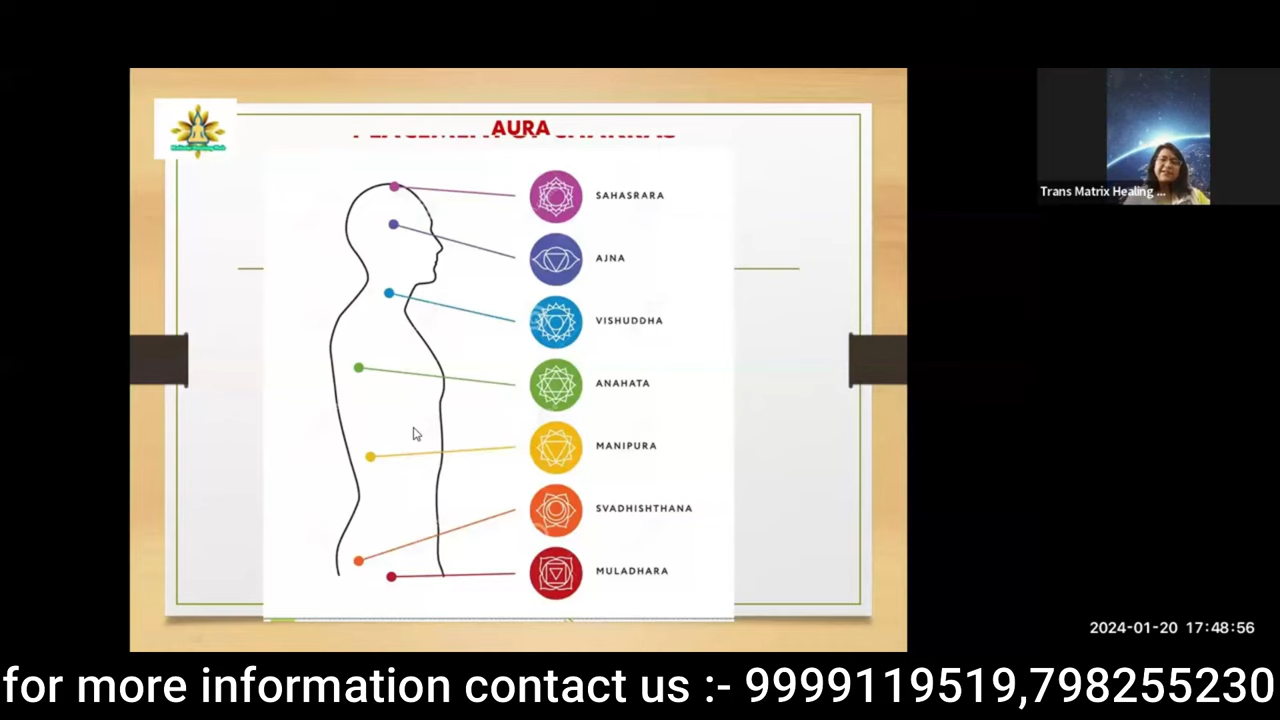 AURA
SAHASRARA
AJNA
VISHUDDHA
ANAHATA
MANIPURA
SVADHISHTHANA
MULADHARA
Trans Matrix Healing ...
2024-01-20 17:48:56
for more information contact us :- 9999119519,798255230